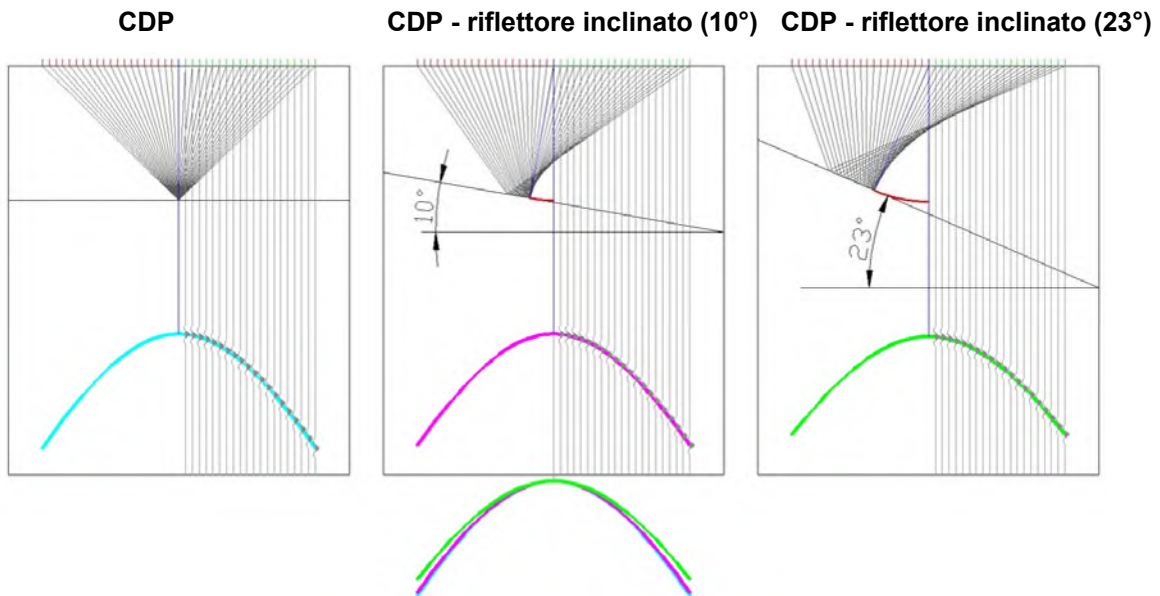 CDP
CDP - riflettore inclinato (10°)
CDP - riflettore inclinato (23°)
10°
23°